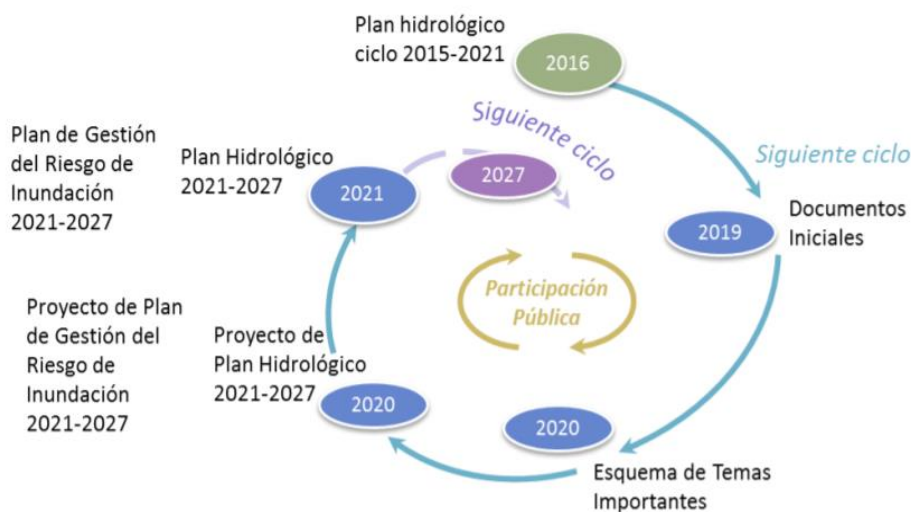 Plan hidrológico
ciclo 2015-2021
2016
Siguiente ciclo
Siguiente ciclo
Plan de Gestión
del Riesgo de
Inundación
2021-2027
Plan Hidrológico
2021-2027
2021
2027
2019
Documentos
Iniciales
Participación
Pública
Proyecto de Plan
de Gestión del
Riesgo de
Inundación
2021-2027
Proyecto de
Plan Hidrológico
2021-2027
2020
2020
Esquema de Temas
Importantes